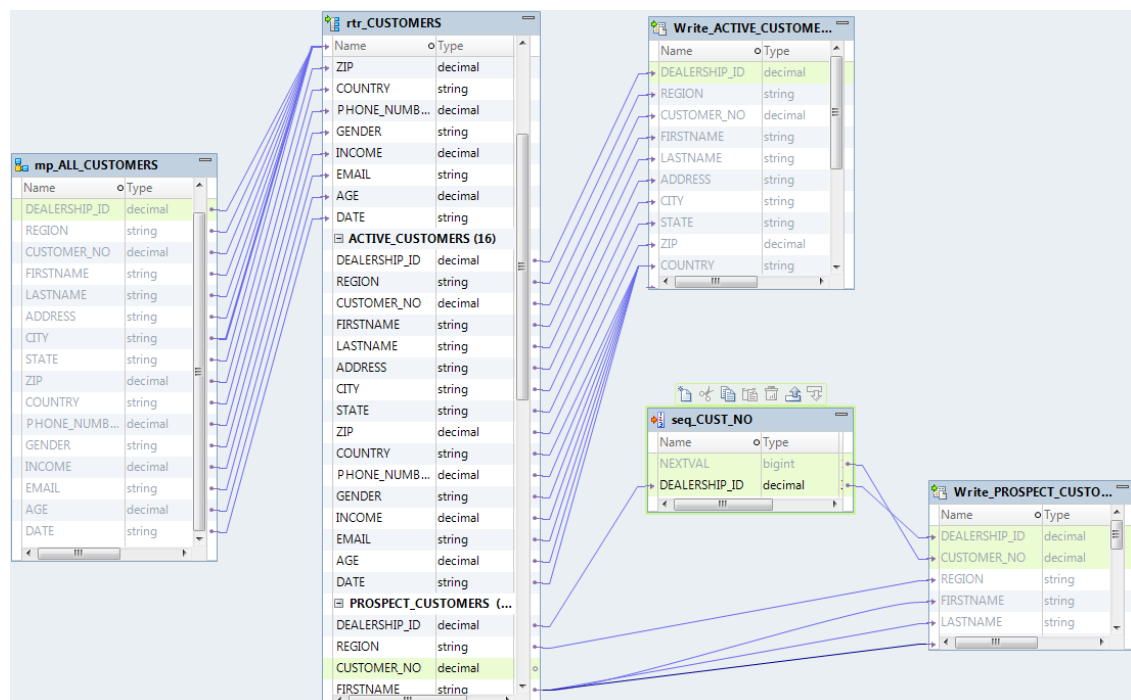 mp_ALL_CUSTOMERS
Name Type
DEALERSHIP_ID decimal
REGION string
CUSTOMER_NO decimal
FIRSTNAME string
LASTNAME string
ADDRESS string
CITY string
STATE string
ZIP decimal
COUNTRY string
PHONE_NUMB... decimal
GENDER string
INCOME decimal
EMAIL string
AGE decimal
DATE string
rtr_CUSTOMERS
Name Type
ZIP decimal
COUNTRY string
PHONE_NUMB... decimal
GENDER string
INCOME decimal
EMAIL string
AGE decimal
DATE string
ACTIVE_CUSTOMERS (16)
DEALERSHIP_ID decimal
REGION string
CUSTOMER_NO decimal
FIRSTNAME string
LASTNAME string
ADDRESS string
CITY string
STATE string
ZIP decimal
COUNTRY string
PHONE_NUMB... decimal
GENDER string
INCOME decimal
EMAIL string
AGE decimal
DATE string
PROSPECT_CUSTOMERS (...
DEALERSHIP_ID decimal
REGION string
CUSTOMER_NO decimal
FIRSTNAME string
Write_ACTIVE_CUSTOME...
Name Type
DEALERSHIP_ID decimal
REGION string
CUSTOMER_NO decimal
FIRSTNAME string
LASTNAME string
ADDRESS string
CITY string
STATE string
ZIP decimal
COUNTRY string
seq_CUST_NO
Name Type
NEXTVAL bigint
DEALERSHIP_ID decimal
Write_PROSPECT_CUSTO...
Name Type
DEALERSHIP_ID decimal
CUSTOMER_NO decimal
REGION string
FIRSTNAME string
LASTNAME string